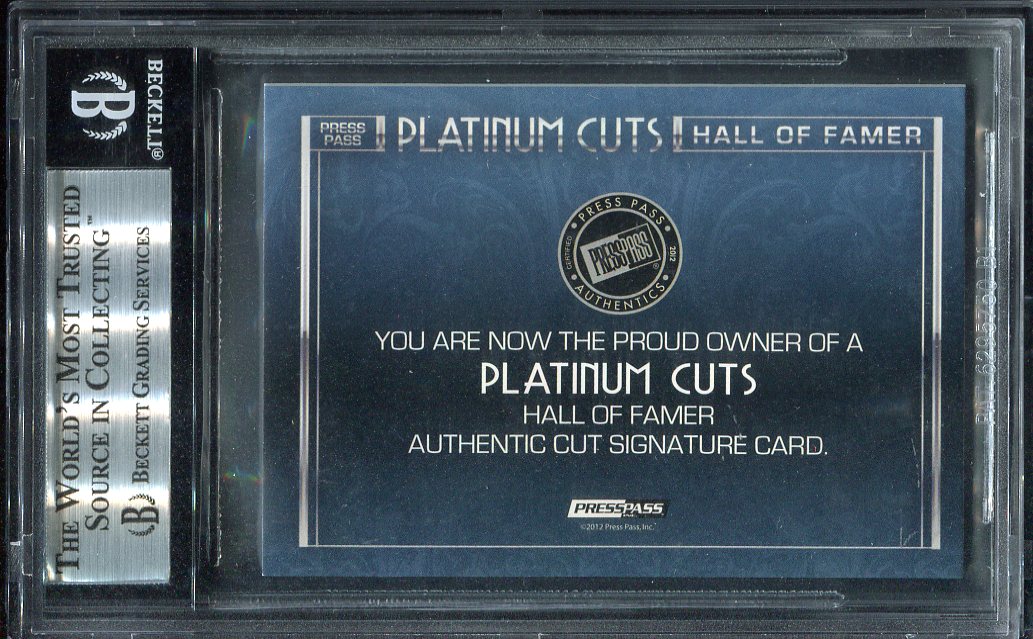 BECKETT®
B
THE WORLD'S MOST TRUSTED
SOURCE IN COLLECTING™
B BECKETT GRADING SERVICES
PRESS
PASS
PLATINUM CUTS
HALL OF FAMER
PRESS PASS
CERTIFIED
PRESSPASS®
2012
AUTHENTICS
YOU ARE NOW THE PROUD OWNER OF A
PLATINUM CUTS
HALL OF FAMER
AUTHENTIC CUT SIGNATURE CARD.
PRESSPASS
©2012 Press Pass, Inc.